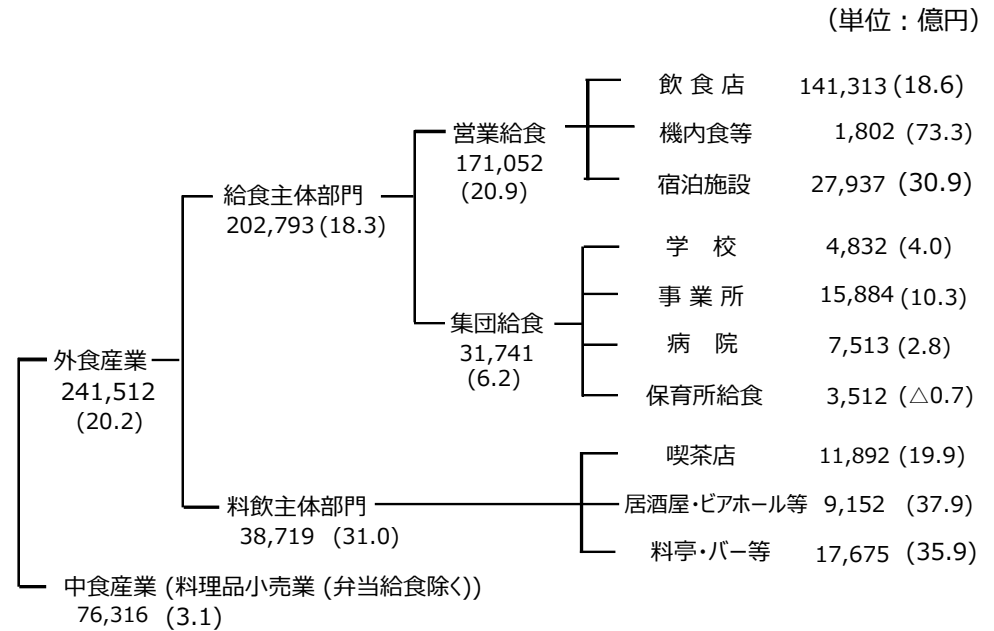 (単位:億円)
飲 食 店 141,313 (18.6)
営業給食
171,052
(20.9)
機内食等 1,802 (73.3)
宿泊施設 27,937 (30.9)
給食主体部門
202,793 (18.3)
学 校 4,832 (4.0)
事 業 所 15,884 (10.3)
集団給食
31,741
(6.2)
病 院 7,513 (2.8)
保育所給食 3,512 (△0.7)
外食産業
241,512
(20.2)
喫茶店 11,892 (19.9)
料飲主体部門
38,719 (31.0)
居酒屋・ビアホール等 9,152 (37.9)
料亭・バー等 17,675 (35.9)
中食産業 (料理品小売業 (弁当給食除く))
76,316 (3.1)